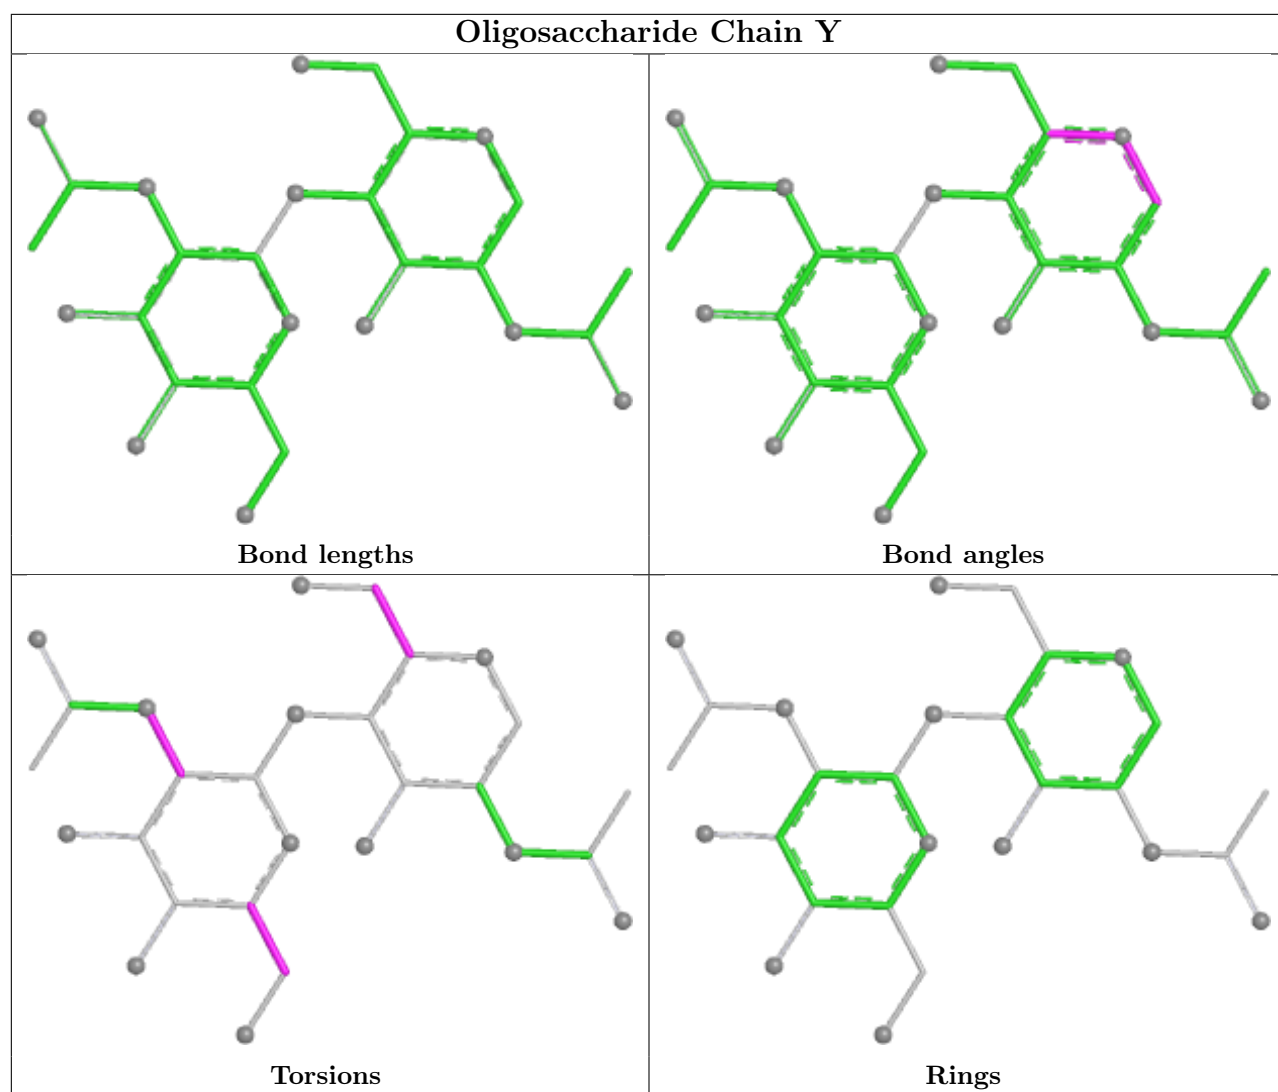 Oligosaccharide Chain Y
Bond lengths
Bond angles
Torsions
Rings